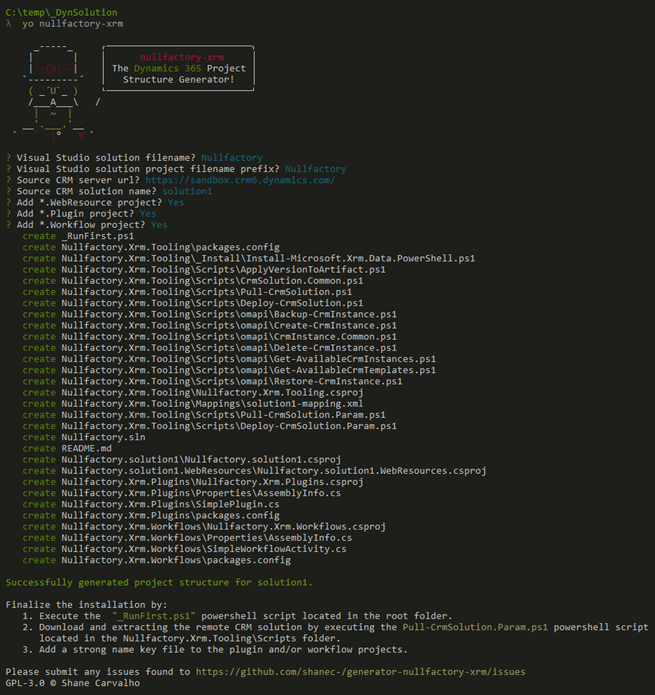 C:\temp\_DynSolution
λ  yo nullfactory-xrm
nullfactory-xrm
The Dynamics 365 Project
Structure Generator!
? Visual Studio solution filename? Nullfactory
? Visual Studio solution project filename prefix? Nullfactory
? Source CRM server url? https://sandbox.crm6.dynamics.com/
? Source CRM solution name? solution1
? Add *.WebResource project? Yes
? Add *.Plugin project? Yes
? Add *.Workflow project? Yes
create _RunFirst.ps1
create Nullfactory.Xrm.Tooling\packages.config
create Nullfactory.Xrm.Tooling\_Install\Install-Microsoft.Xrm.Data.PowerShell.ps1
create Nullfactory.Xrm.Tooling\Scripts\ApplyVersionToArtifact.ps1
create Nullfactory.Xrm.Tooling\Scripts\CrmSolution.Common.ps1
create Nullfactory.Xrm.Tooling\Scripts\Pull-CrmSolution.ps1
create Nullfactory.Xrm.Tooling\Scripts\Deploy-CrmSolution.ps1
create Nullfactory.Xrm.Tooling\Scripts\omapi\Backup-CrmInstance.ps1
create Nullfactory.Xrm.Tooling\Scripts\omapi\Create-CrmInstance.ps1
create Nullfactory.Xrm.Tooling\Scripts\omapi\CrmInstance.Common.ps1
create Nullfactory.Xrm.Tooling\Scripts\omapi\Delete-CrmInstance.ps1
create Nullfactory.Xrm.Tooling\Scripts\omapi\Get-AvailableCrmInstances.ps1
create Nullfactory.Xrm.Tooling\Scripts\omapi\Get-AvailableCrmTemplates.ps1
create Nullfactory.Xrm.Tooling\Scripts\omapi\Restore-CrmInstance.ps1
create Nullfactory.Xrm.Tooling\Nullfactory.Xrm.Tooling.csproj
create Nullfactory.Xrm.Tooling\Mappings\solution1-mapping.xml
create Nullfactory.Xrm.Tooling\Scripts\Pull-CrmSolution.Param.ps1
create Nullfactory.Xrm.Tooling\Scripts\Deploy-CrmSolution.Param.ps1
create Nullfactory.sln
create README.md
create Nullfactory.solution1\Nullfactory.solution1.csproj
create Nullfactory.solution1.WebResources\Nullfactory.solution1.WebResources.csproj
create Nullfactory.Xrm.Plugins\Nullfactory.Xrm.Plugins.csproj
create Nullfactory.Xrm.Plugins\Properties\AssemblyInfo.cs
create Nullfactory.Xrm.Plugins\SimplePlugin.cs
create Nullfactory.Xrm.Plugins\packages.config
create Nullfactory.Xrm.Workflows\Nullfactory.Xrm.Workflows.csproj
create Nullfactory.Xrm.Workflows\Properties\AssemblyInfo.cs
create Nullfactory.Xrm.Workflows\SimpleWorkflowActivity.cs
create Nullfactory.Xrm.Workflows\packages.config
Successfully generated project structure for solution1.
Finalize the installation by:
1. Execute the  "_RunFirst.ps1" powershell script located in the root folder.
2. Download and extracting the remote CRM solution by executing the Pull-CrmSolution.Param.ps1 powershell script
located in the Nullfactory.Xrm.Tooling\Scripts folder.
3. Add a strong name key file to the plugin and/or workflow projects.
Please submit any issues found to https://github.com/shanec-/generator-nullfactory-xrm/issues
GPL-3.0 © Shane Carvalho